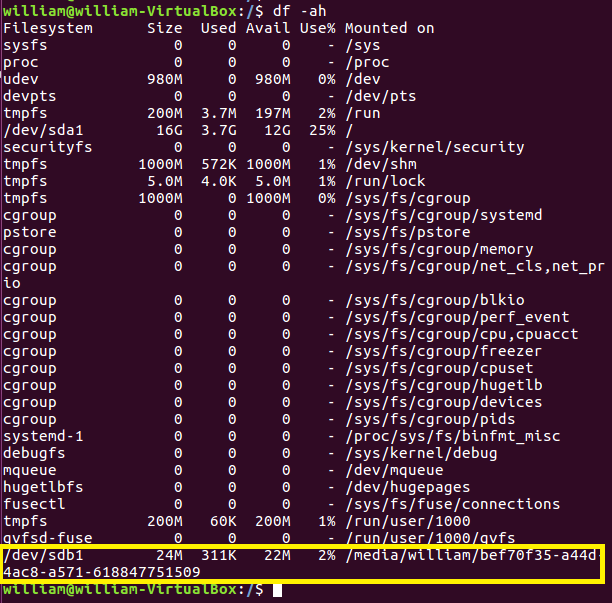 william@william-VirtualBox:/$ df -ah
Filesystem      Size  Used Avail Use% Mounted on
sysfs              0     0     0    - /sys
proc               0     0     0    - /proc
udev            980M     0  980M   0% /dev
devpts             0     0     0    - /dev/pts
tmpfs           200M  3.7M  197M   2% /run
/dev/sda1        16G  3.7G   12G  25% /
securityfs         0     0     0    - /sys/kernel/security
tmpfs          1000M  572K 1000M   1% /dev/shm
tmpfs           5.0M  4.0K  5.0M   1% /run/lock
tmpfs          1000M     0 1000M   0% /sys/fs/cgroup
cgroup             0     0     0    - /sys/fs/cgroup/systemd
pstore             0     0     0    - /sys/fs/pstore
cgroup             0     0     0    - /sys/fs/cgroup/memory
cgroup             0     0     0    - /sys/fs/cgroup/net_cls,net_pr
io
cgroup             0     0     0    - /sys/fs/cgroup/blkio
cgroup             0     0     0    - /sys/fs/cgroup/perf_event
cgroup             0     0     0    - /sys/fs/cgroup/cpu,cpuacct
cgroup             0     0     0    - /sys/fs/cgroup/freezer
cgroup             0     0     0    - /sys/fs/cgroup/cpuset
cgroup             0     0     0    - /sys/fs/cgroup/hugetlb
cgroup             0     0     0    - /sys/fs/cgroup/devices
cgroup             0     0     0    - /sys/fs/cgroup/pids
systemd-1          0     0     0    - /proc/sys/fs/binfmt_misc
debugfs            0     0     0    - /sys/kernel/debug
mqueue             0     0     0    - /dev/mqueue
hugetlbfs          0     0     0    - /dev/hugepages
fusectl            0     0     0    - /sys/fs/fuse/connections
tmpfs           200M   60K  200M   1% /run/user/1000
gvfsd-fuse         0     0     0    - /run/user/1000/gvfs
/dev/sdb1        24M  311K   22M   2% /media/william/bef70f35-a44d-
4ac8-a571-618847751509
william@william-VirtualBox:/$